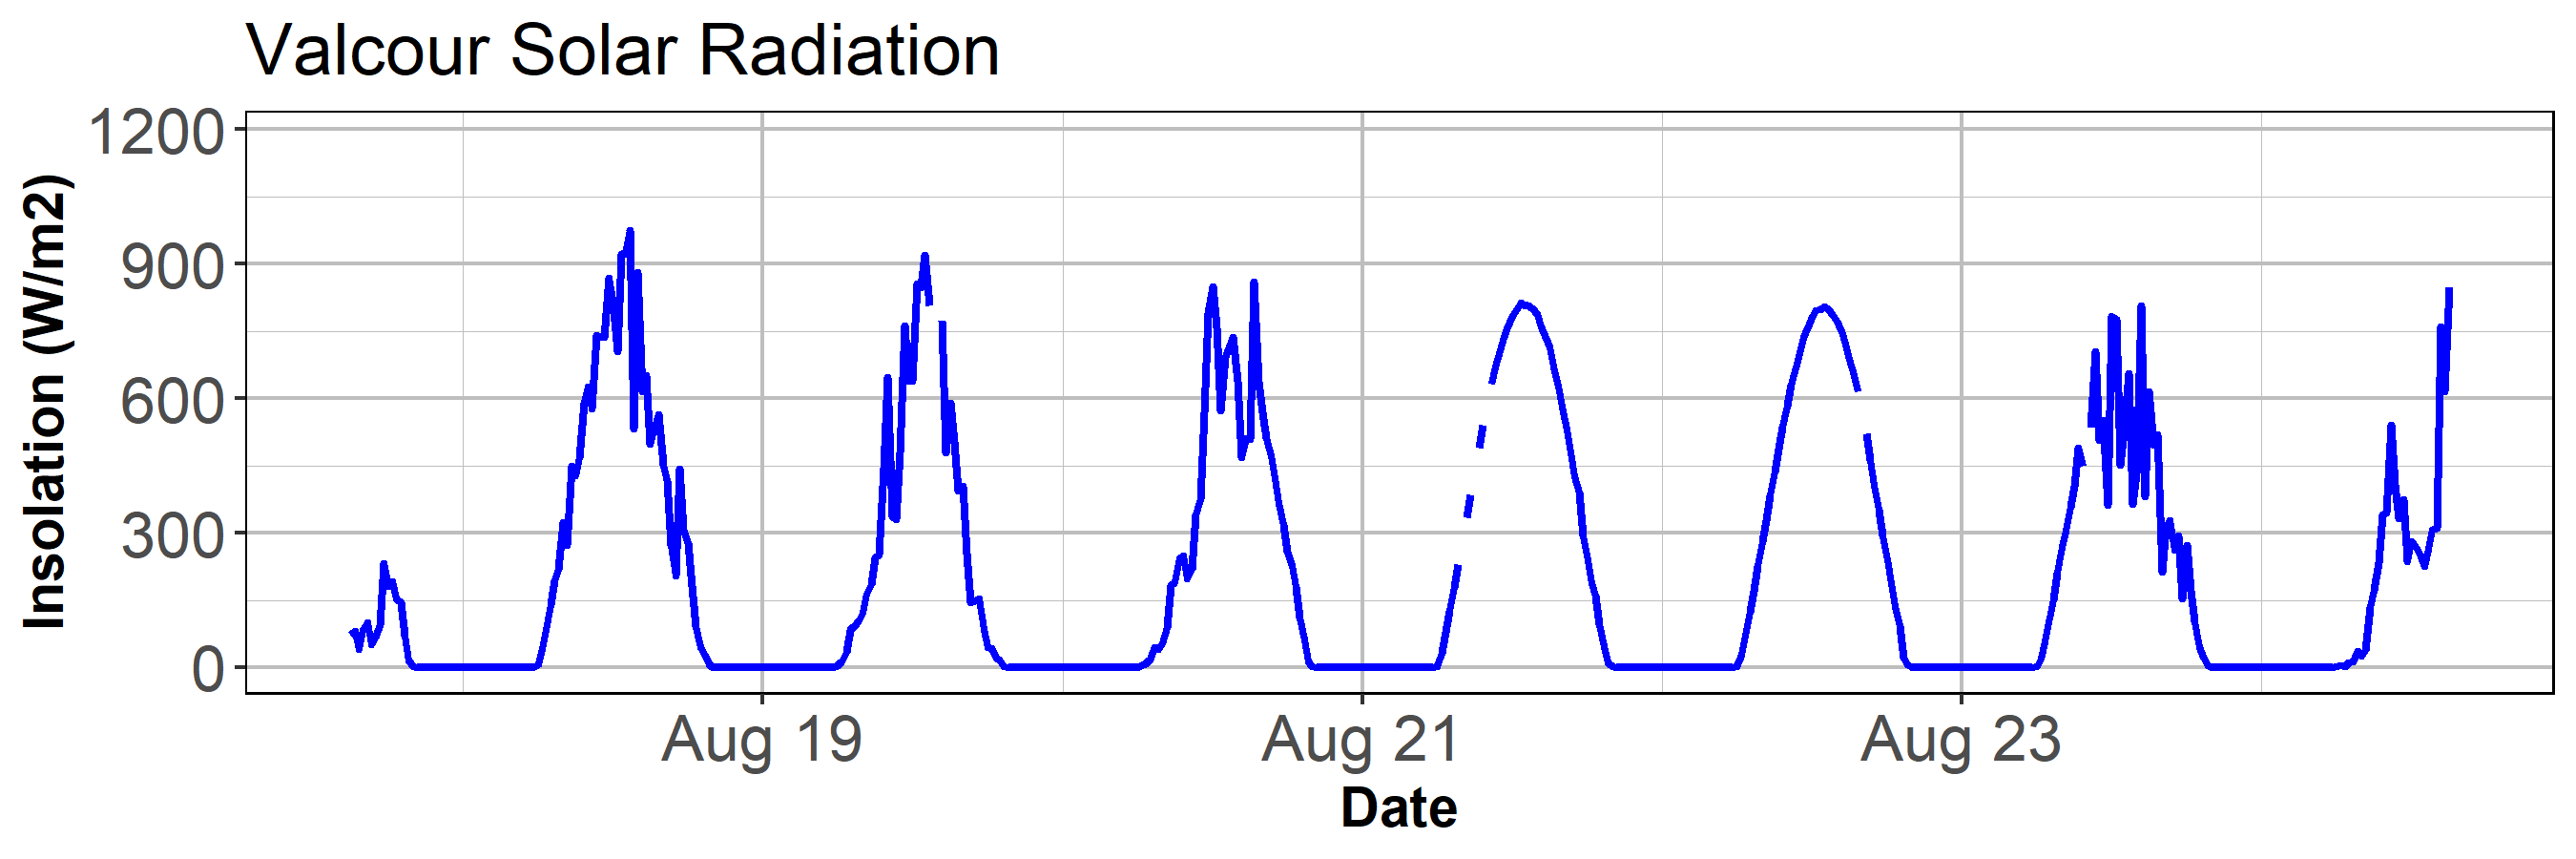 Valcour Solar Radiation
1200
900
600
300
0
Insolation (W/m2)
Aug 19
Aug 21
Aug 23
Date